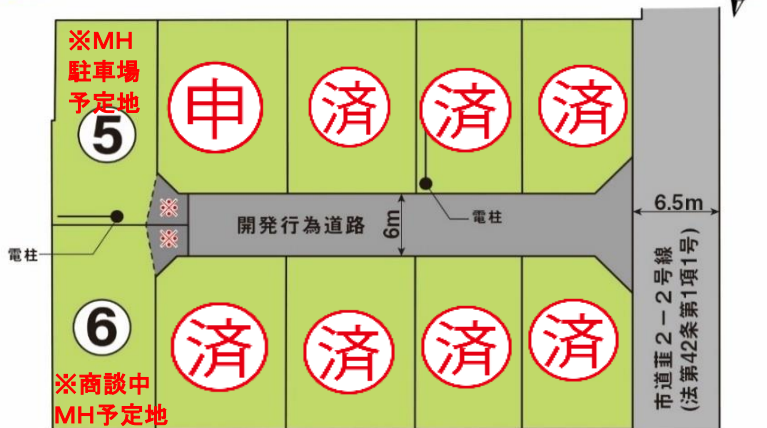 ※MH
駐車場
予定地
5
申
済
済
済
※
※
開発行為道路
6m
電柱
6.5m
電柱
市道韮2−2号線
(法第42条第1項1号)
6
済
済
済
済
※商談中
MH予定地